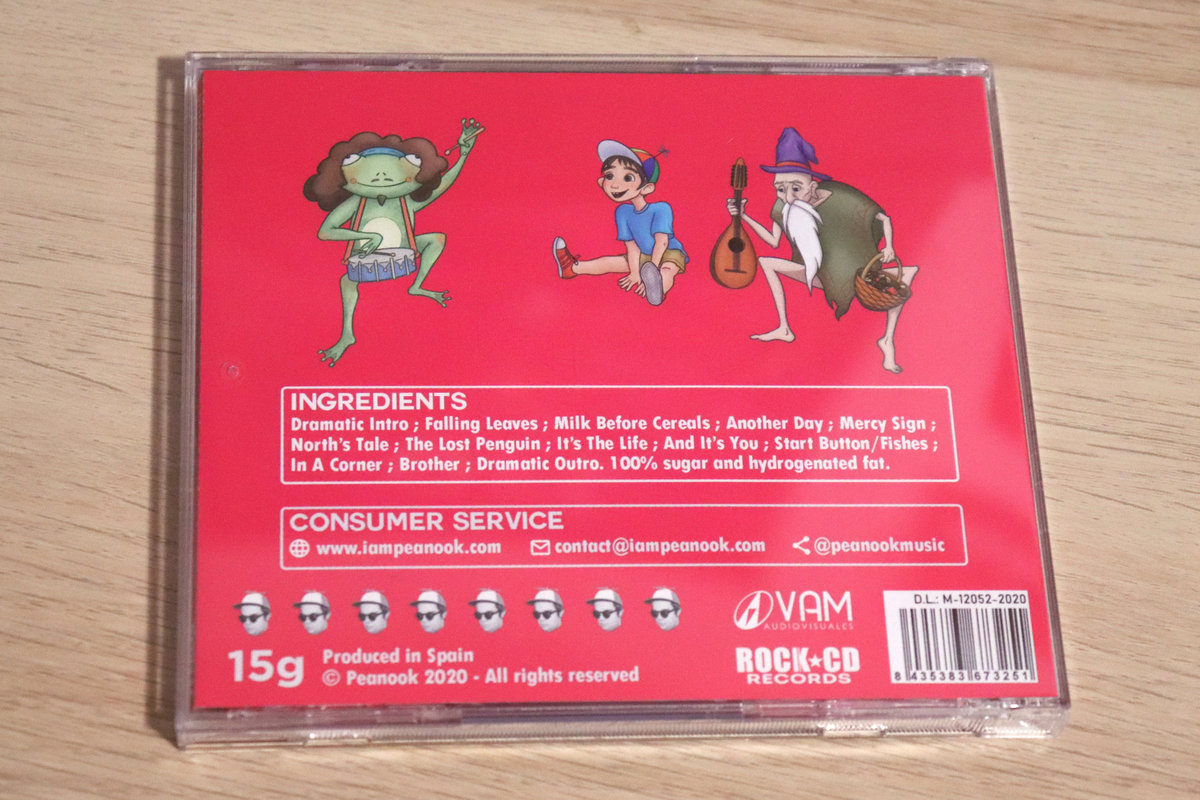 INGREDIENTS
Dramatic Intro ; Falling Leaves ; Milk Before Cereals ; Another Day ; Mercy Sign ;
North's Tale ; The Lost Penguin ; It's The Life ; And It's You ; Start Button/Fishes ;
In A Corner ; Brother ; Dramatic Outro. 100% sugar and hydrogenated fat.
CONSUMER SERVICE
www.iampeanook.com contact@iampeanook.com @peanookmusic
15g
Produced in Spain
© Peanook 2020 - All rights reserved
VAM
AUDIOVISUALES
ROCK★CD
RECORDS
D.L.: M-12052-2020
8 435383 673251